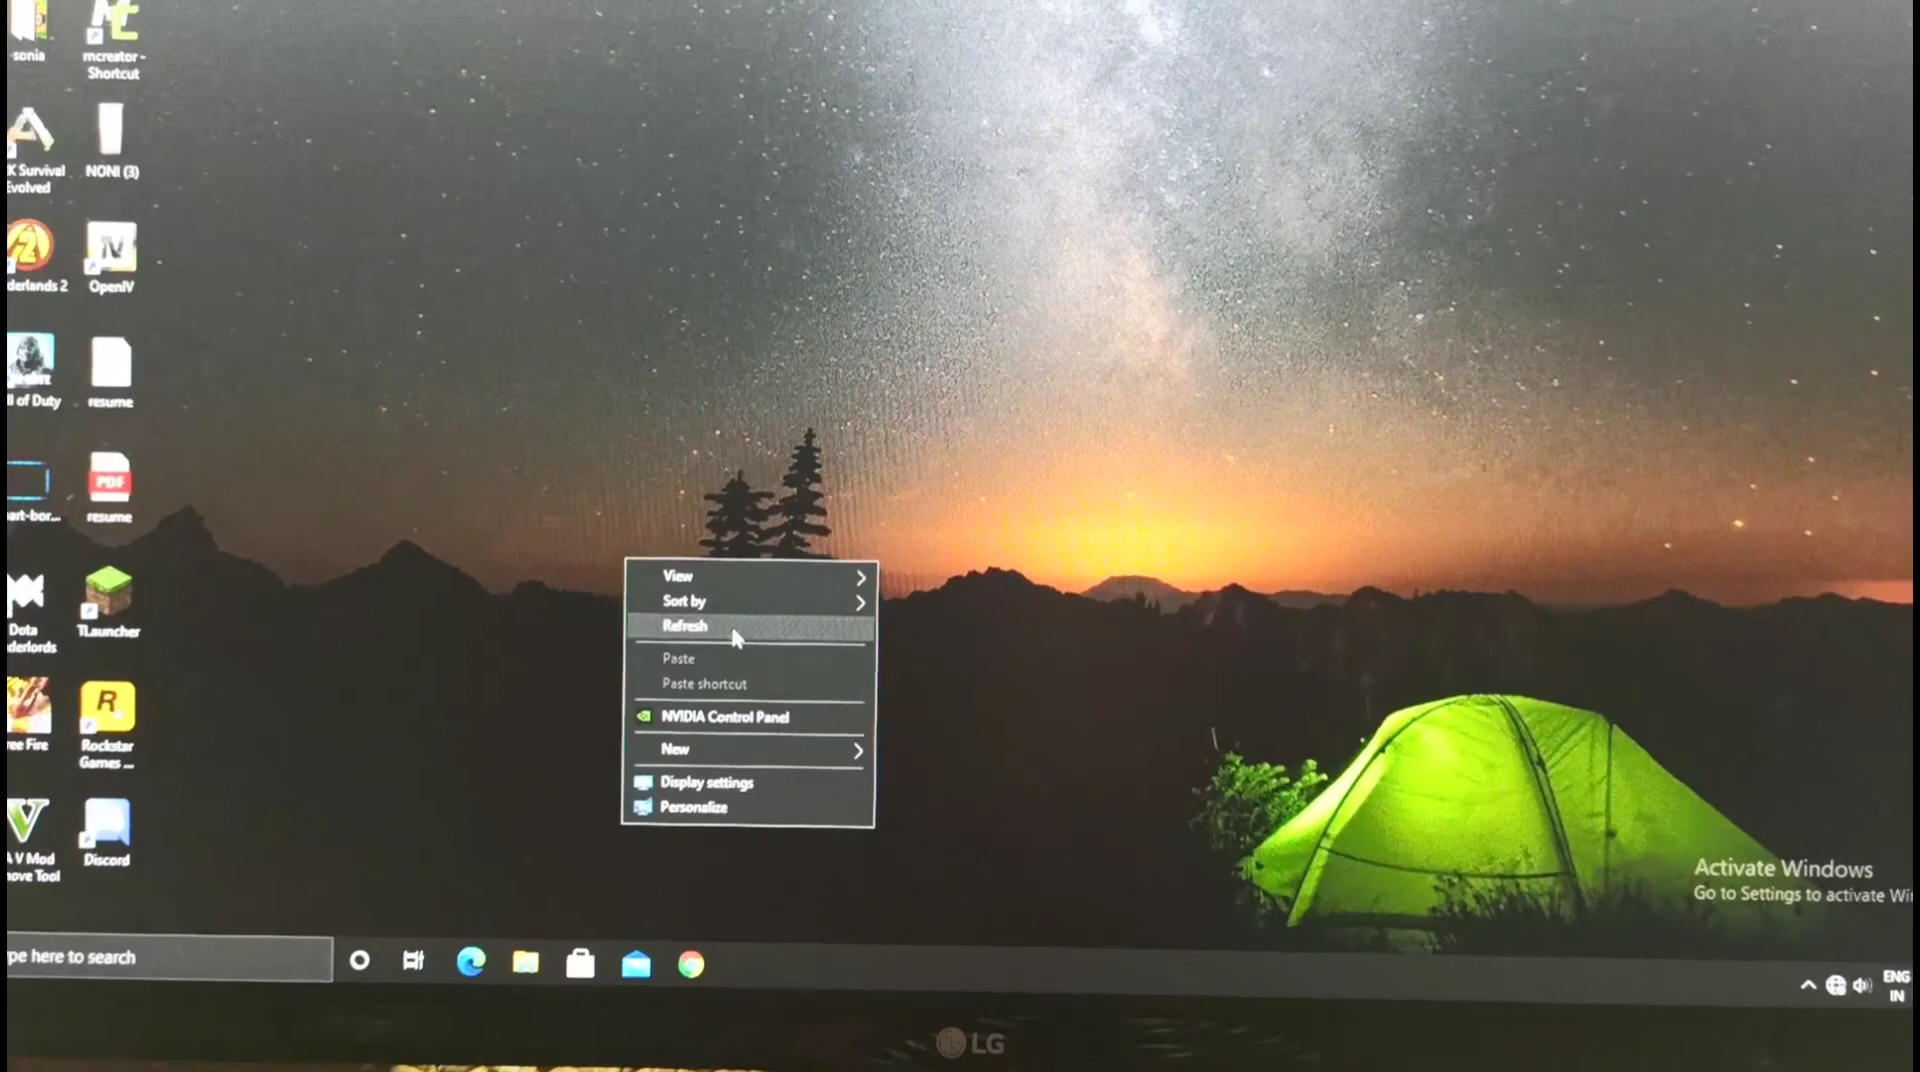 sonia
mcreator -
Shortcut
K Survival
Evolved
NONI (3)
derlands 2
OpenIV
ll of Duty
resume
art-bor...
PDF
resume
Dota
derlords
TLauncher
ree Fire
R
Rockstar
Games ...
V
A V Mod
move Tool
Discord
View
Sort by
Refresh
Paste
Paste shortcut
NVIDIA Control Panel
New
Display settings
Personalize
Activate Windows
Go to Settings to activate Wi
pe here to search
ENG
IN
LG